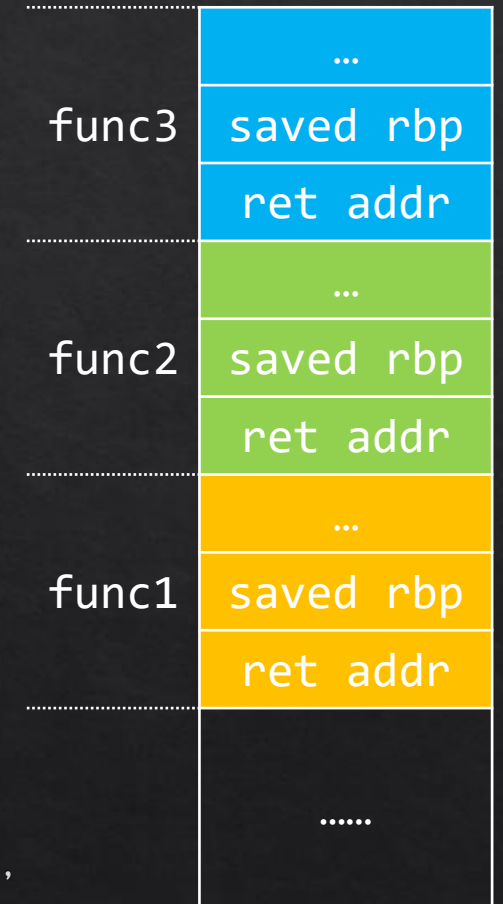 …
func3 saved rbp
ret addr
…
func2 saved rbp
ret addr
…
func1 saved rbp
ret addr
……
,